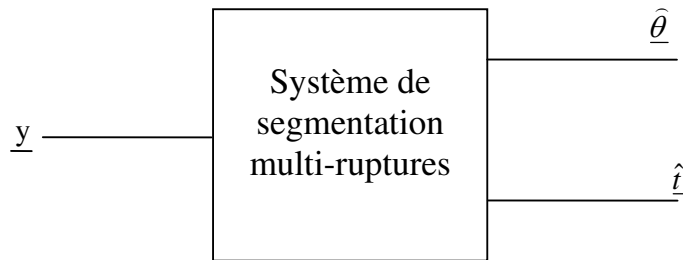 y
Système de
segmentation
multi-ruptures
θ̂
t̂